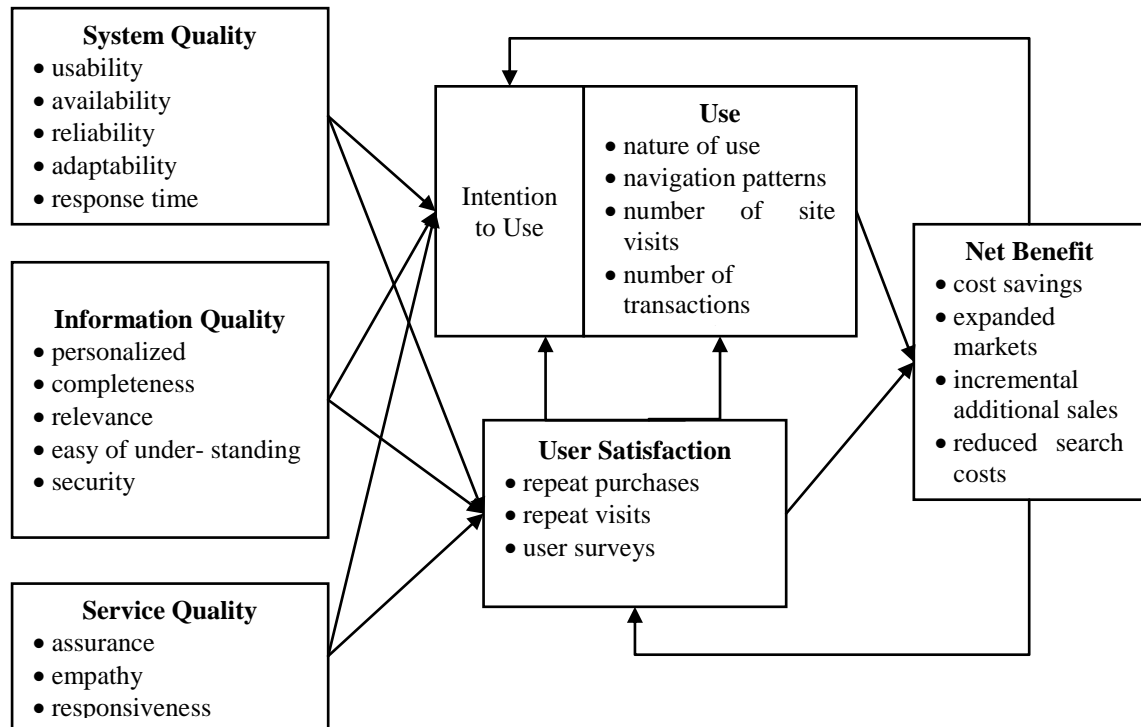 System Quality
• usability
• availability
• reliability
• adaptability
• response time
Information Quality
• personalized
• completeness
• relevance
• easy of under- standing
• security
Service Quality
• assurance
• empathy
• responsiveness
Intention
to Use
Use
• nature of use
• navigation patterns
• number of site
visits
• number of
transactions
User Satisfaction
• repeat purchases
• repeat visits
• user surveys
Net Benefit
• cost savings
• expanded
markets
• incremental
additional sales
• reduced search
costs